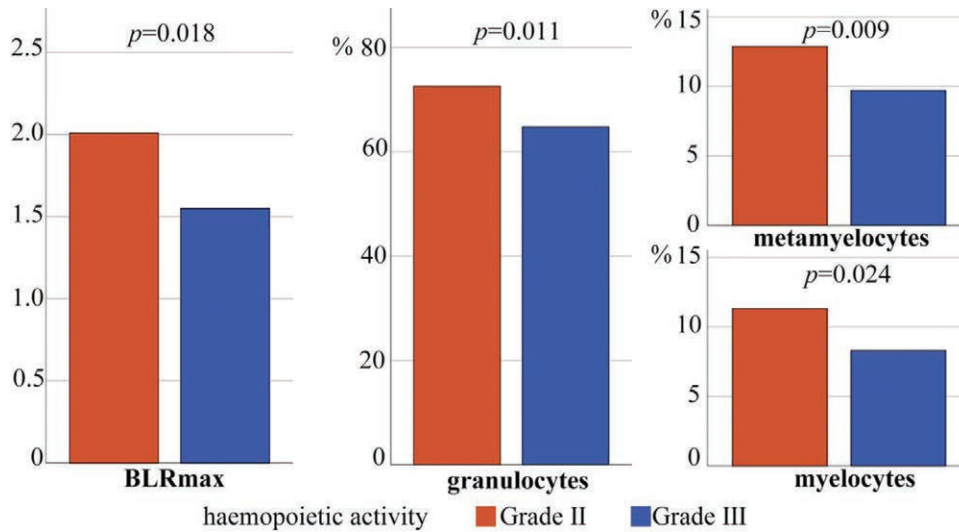 p=0.018
2.5
2.0
1.5
1.0
0.5
0
BLRmax
%
p=0.011
80
60
40
20
0
granulocytes
% 15
p=0.009
10
5
0
metamyelocytes
% 15
p=0.024
10
5
0
myelocytes
haemopoietic activity Grade II Grade III